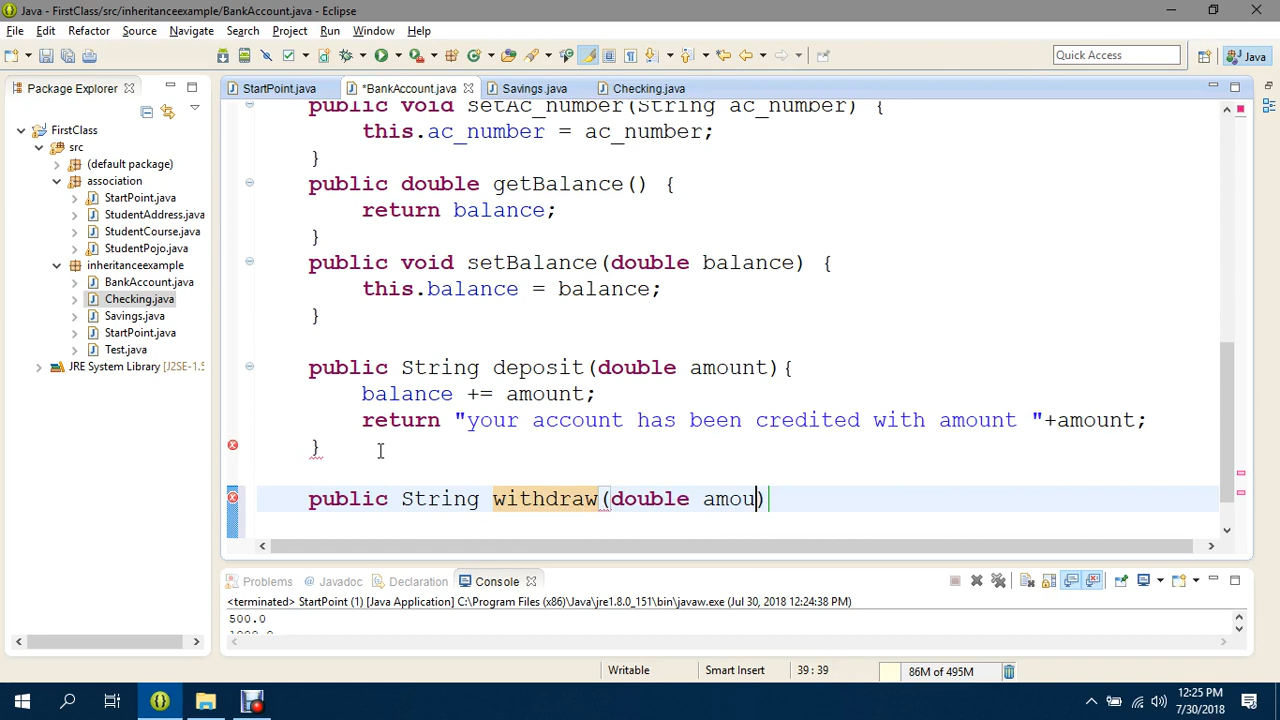 Java - FirstClass/src/inheritanceexample/BankAccount.java - Eclipse
File Edit Refactor Source Navigate Search Project Run Window Help
Quick Access
Java
Package Explorer
FirstClass
src
(default package)
association
StartPoint.java
StudentAddress.java
StudentCourse.java
StudentPojo.java
inheritanceexample
BankAccount.java
Checking.java
Savings.java
StartPoint.java
Test.java
JRE System Library [J2SE-1.5
StartPoint.java *BankAccount.java Savings.java Checking.java
public void setAc_number(String ac_number) {
this.ac_number = ac_number;
}
public double getBalance() {
return balance;
}
public void setBalance(double balance) {
this.balance = balance;
}
public String deposit(double amount){
balance += amount;
return "your account has been credited with amount "+amount;
}
public String withdraw(double amou)
Problems Javadoc Declaration Console
<terminated> StartPoint (1) [Java Application] C:\Program Files (x86)\Java\jre1.8.0_151\bin\javaw.exe (Jul 30, 2018 12:24:38 PM)
500.0
Writable Smart Insert 39 : 39 86M of 495M
12:25 PM
7/30/2018